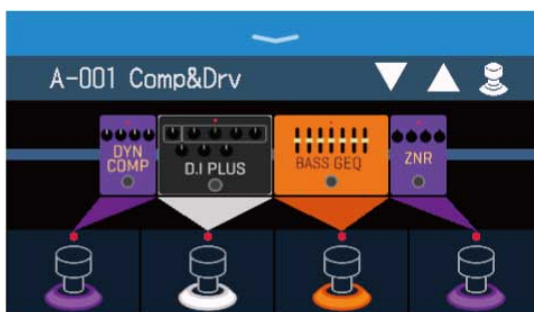 A-001 Comp&Drv
DYN
COMP
D.I PLUS
BASS GEQ
ZNR